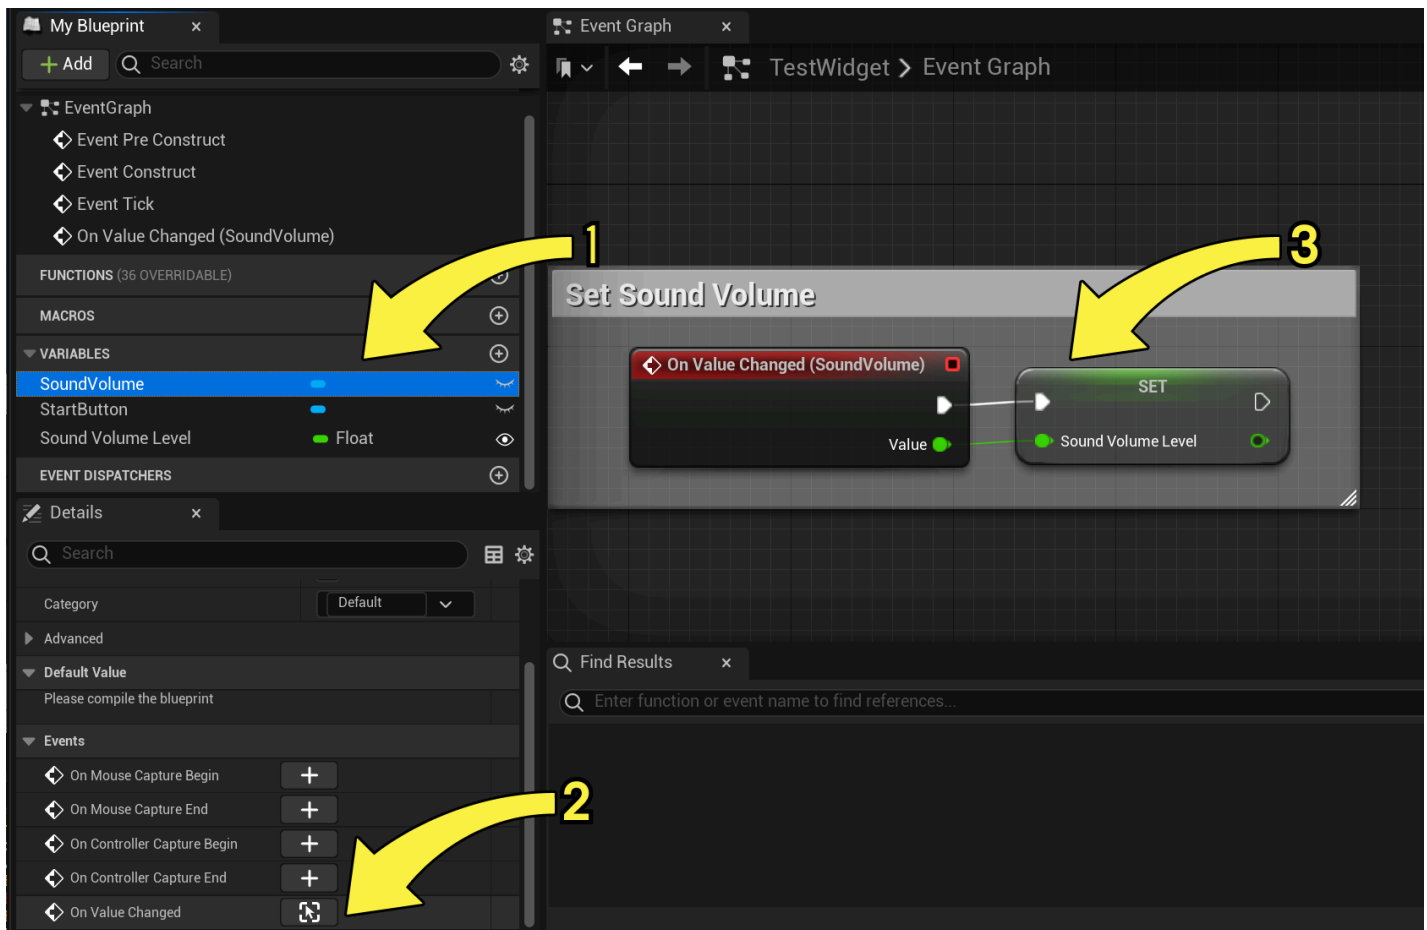 My Blueprint
Add
Search
EventGraph
Event Pre Construct
Event Construct
Event Tick
On Value Changed (SoundVolume)
FUNCTIONS (36 OVERRIDABLE)
MACROS
VARIABLES
SoundVolume
StartButton
Sound Volume Level Float
EVENT DISPATCHERS
1
Details
Search
Category Default
Advanced
Default Value
Please compile the blueprint
Events
On Mouse Capture Begin
On Mouse Capture End
On Controller Capture Begin
On Controller Capture End
On Value Changed
2
Event Graph
TestWidget > Event Graph
3
Set Sound Volume
On Value Changed (SoundVolume)
Value
SET
Sound Volume Level
Find Results
Enter function or event name to find references...